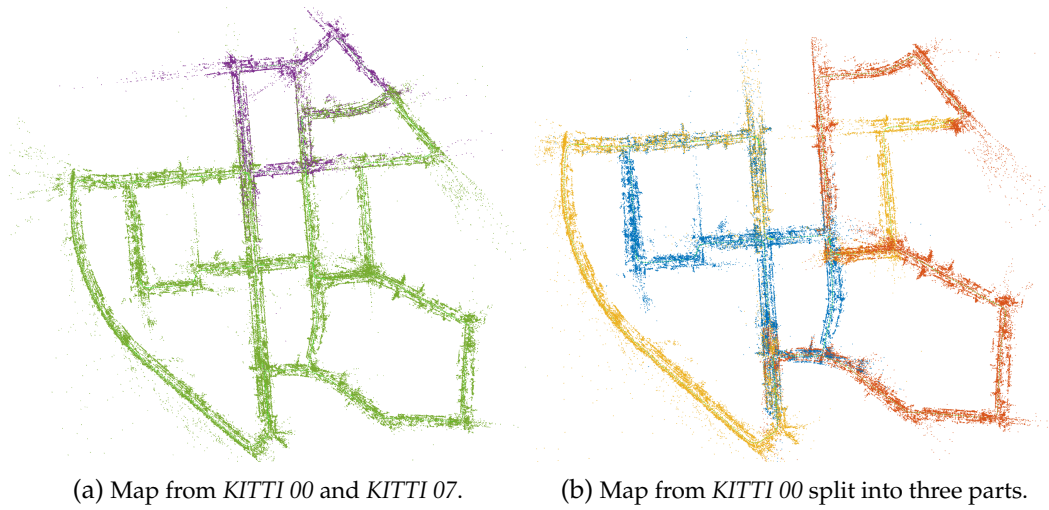 (a) Map from KITTI 00 and KITTI 07.
(b) Map from KITTI 00 split into three parts.